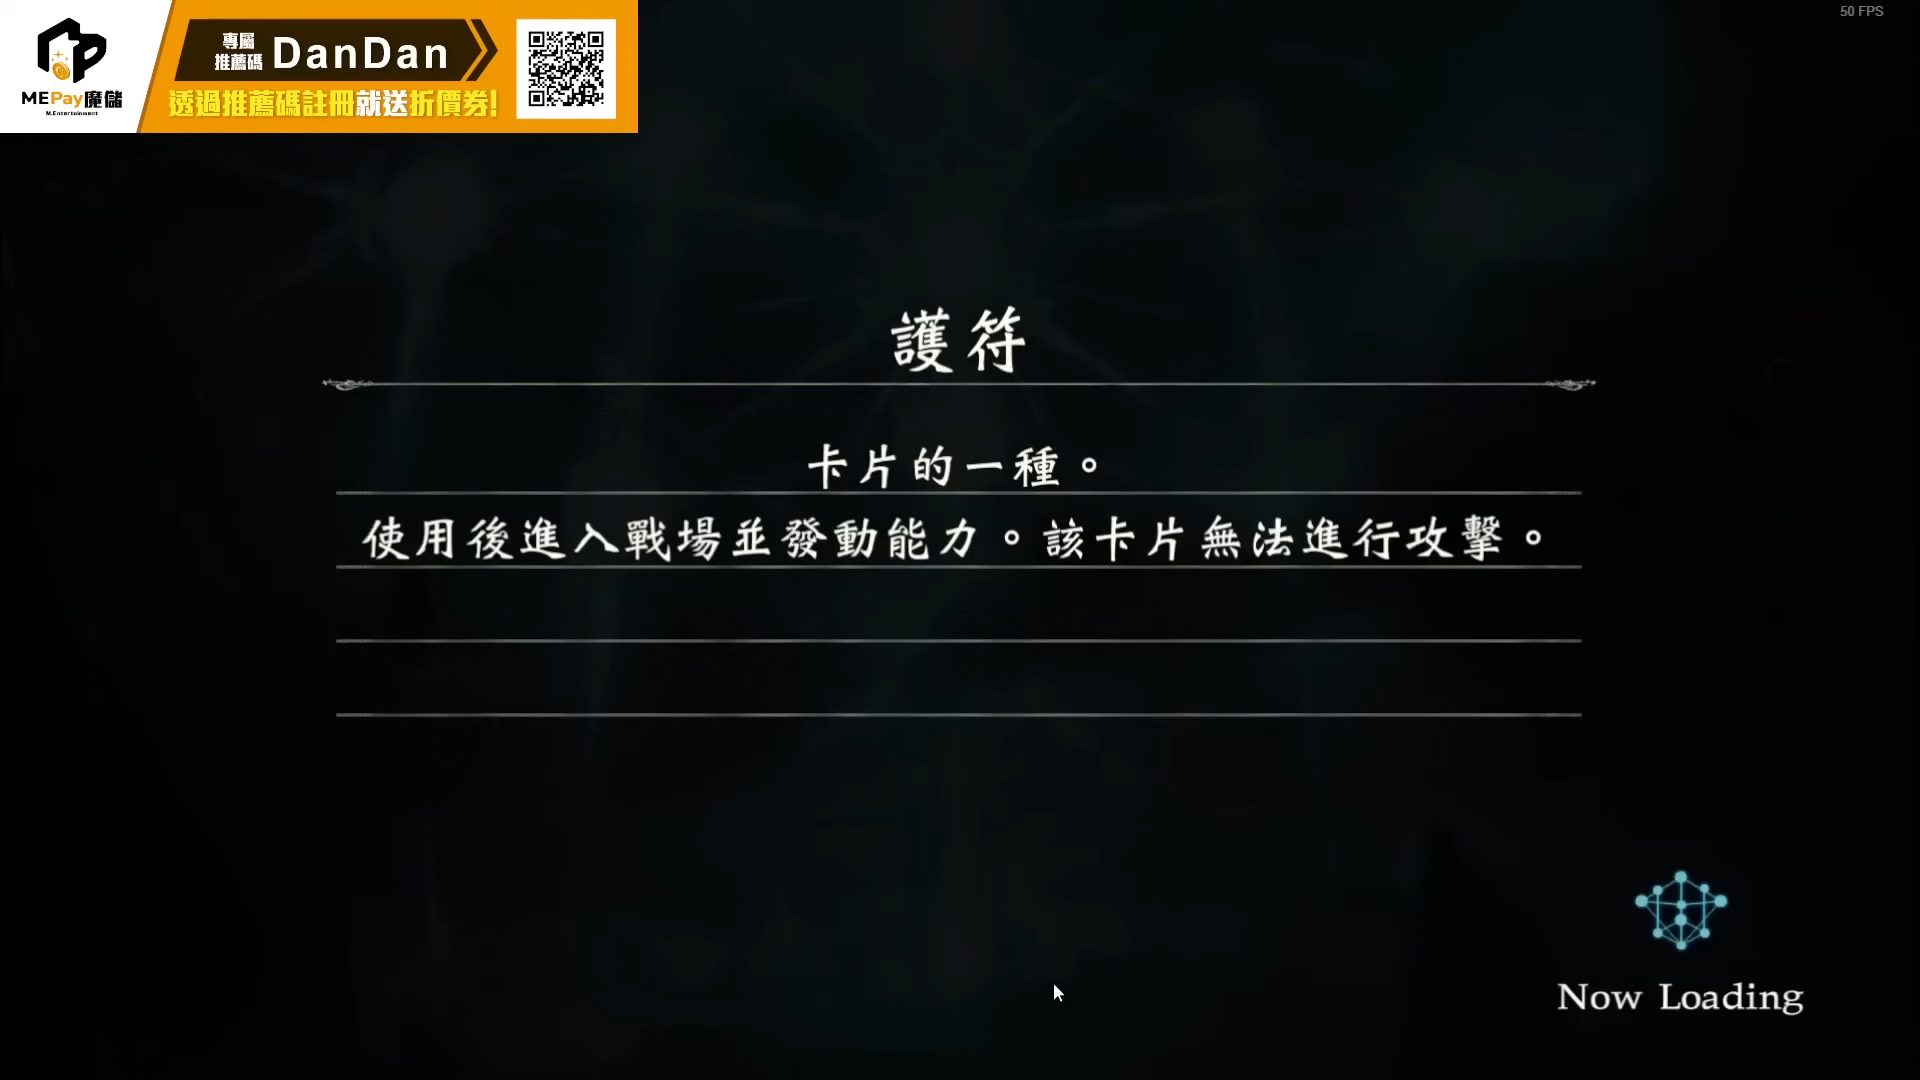 50 FPS
專屬
推薦碼 DanDan
MEPay魔儲
M.Entertainment
透過推薦碼註冊就送折價券!
護符
卡片的一種。
使用後進入戰場並發動能力。該卡片無法進行攻擊。
Now Loading